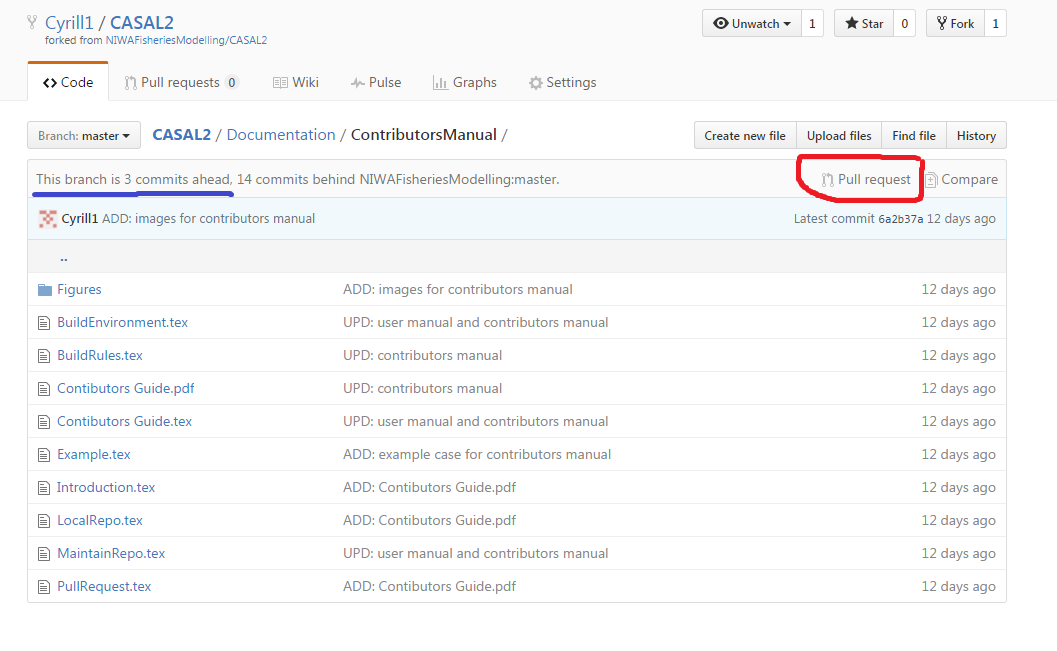 Cyrill1 / CASAL2
forked from NIWAFisheriesModelling/CASAL2
Unwatch 1 Star 0 Fork 1
Code Pull requests 0 Wiki Pulse Graphs Settings
Branch: master CASAL2 / Documentation / ContributorsManual / Create new file Upload files Find file History
This branch is 3 commits ahead, 14 commits behind NIWAFisheriesModelling:master. Pull request Compare
Cyrill1 ADD: images for contributors manual Latest commit 6a2b37a 12 days ago
..
Figures ADD: images for contributors manual 12 days ago
BuildEnvironment.tex UPD: user manual and contributors manual 12 days ago
BuildRules.tex UPD: contributors manual 12 days ago
Contibutors Guide.pdf UPD: contributors manual 12 days ago
Contibutors Guide.tex UPD: user manual and contributors manual 12 days ago
Example.tex ADD: example case for contributors manual 12 days ago
Introduction.tex ADD: Contibutors Guide.pdf 12 days ago
LocalRepo.tex ADD: Contibutors Guide.pdf 12 days ago
MaintainRepo.tex UPD: user manual and contributors manual 12 days ago
PullRequest.tex ADD: Contibutors Guide.pdf 12 days ago